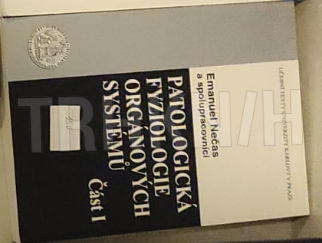 UČEBNÍ TEXTY UNIVERZITY KARLOVY V PRAZE
Emanuel Nečas
a spolupracovníci
PATOLOGICKÁ
FYZIOLOGIE
ORGÁNOVÝCH
SYSTÉMŮ
Část I